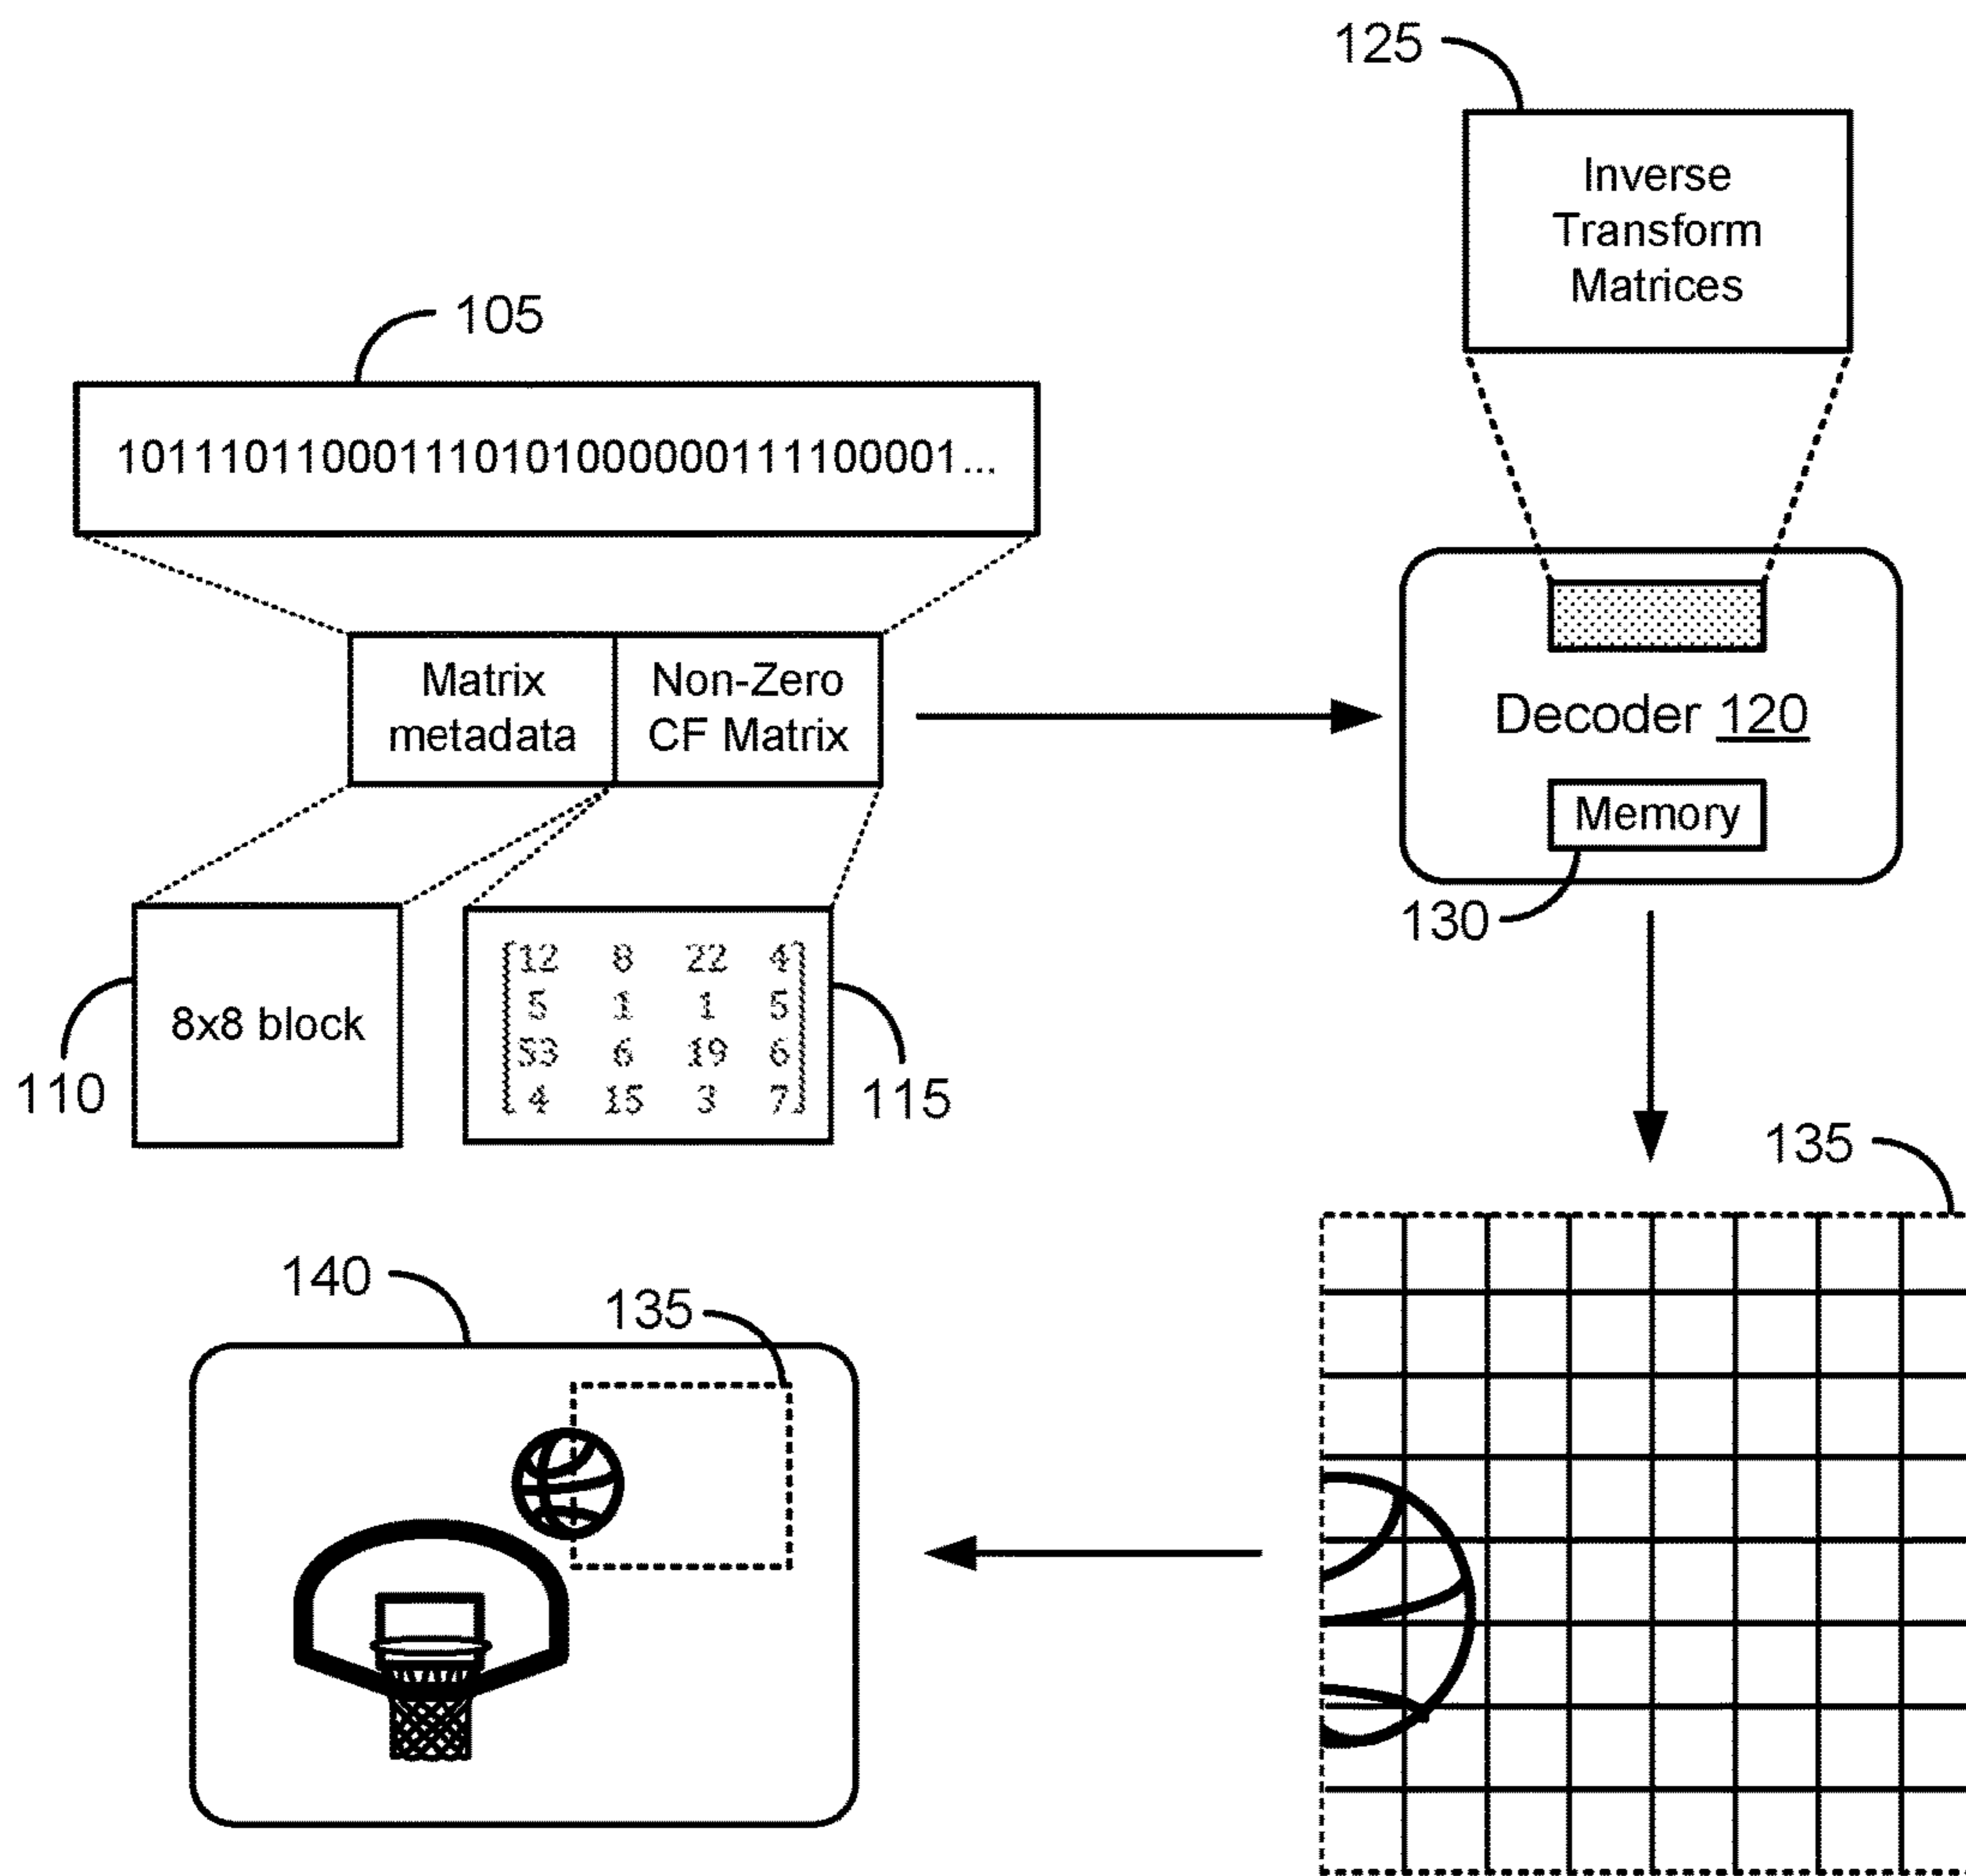 125
Inverse
Transform
Matrices
105
101110110001110101000000111100001...
Matrix
metadata
Non-Zero
CF Matrix
Decoder 120
Memory
130
110
8x8 block
12 8 22 4
5 1 1 5
53 6 19 6
4 15 3 7
115
135
140
135